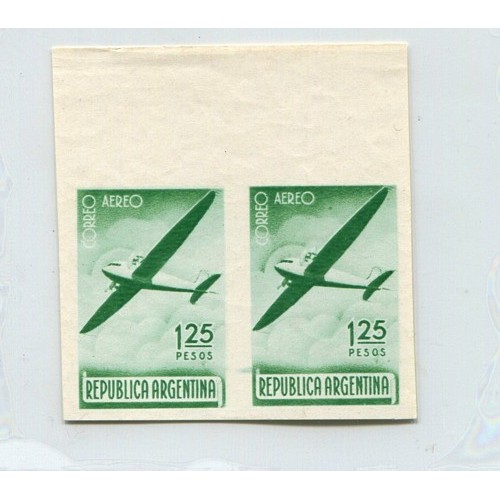 CORREO AEREO
1.25
PESOS
REPUBLICA ARGENTINA
CORREO AEREO
1.25
PESOS
REPUBLICA ARGENTINA